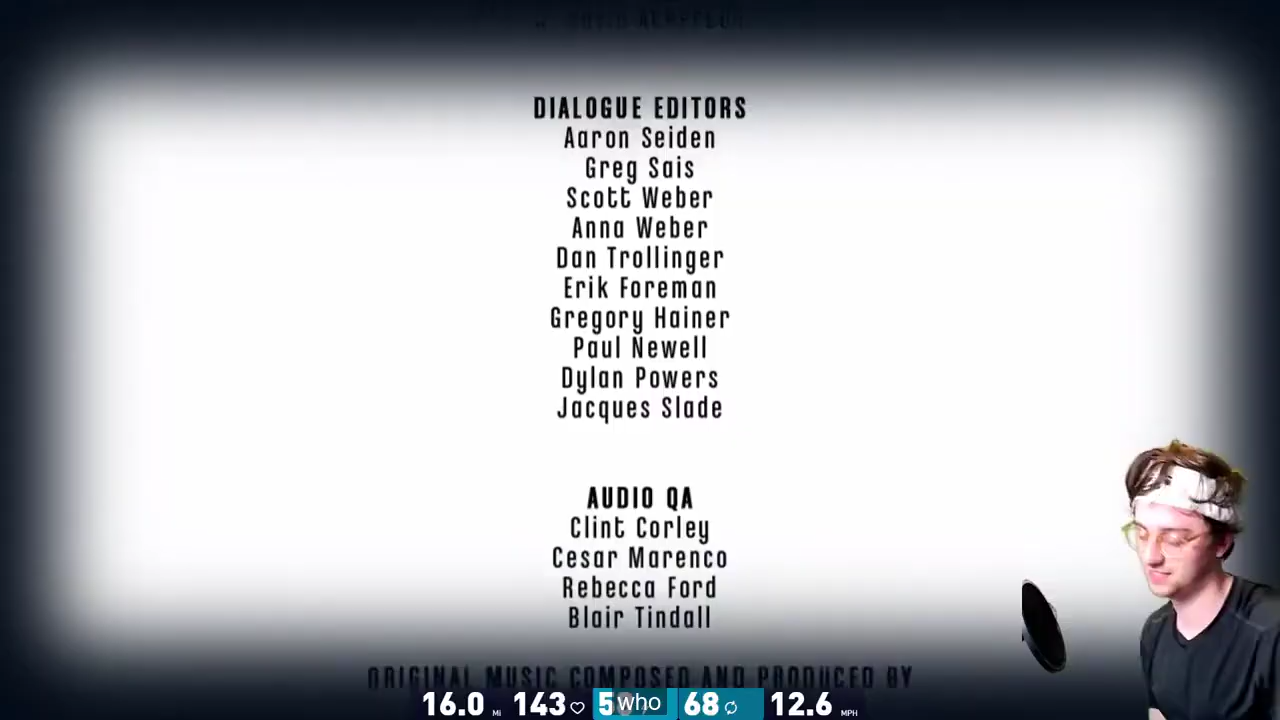 DIALOGUE EDITORS
Aaron Seiden
Greg Sais
Scott Weber
Anna Weber
Dan Trollinger
Erik Foreman
Gregory Hainer
Paul Newell
Dylan Powers
Jacques Slade
AUDIO QA
Clint Corley
Cesar Marenco
Rebecca Ford
Blair Tindall
ORIGINAL MUSIC COMPOSED AND PRODUCED BY
16.0 Mi 143 5 who 68 12.6 MPH